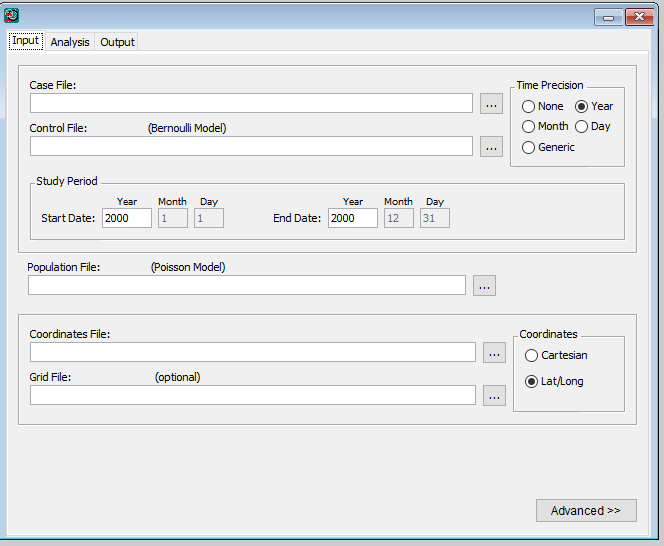 Input Analysis Output
Case File:
...
Control File: (Bernoulli Model)
...
Time Precision
None Year
Month Day
Generic
Study Period
Year Month Day Year Month Day
Start Date: 2000 1 1 End Date: 2000 12 31
Population File: (Poisson Model)
...
Coordinates File:
...
Grid File: (optional)
...
Coordinates
Cartesian
Lat/Long
Advanced >>